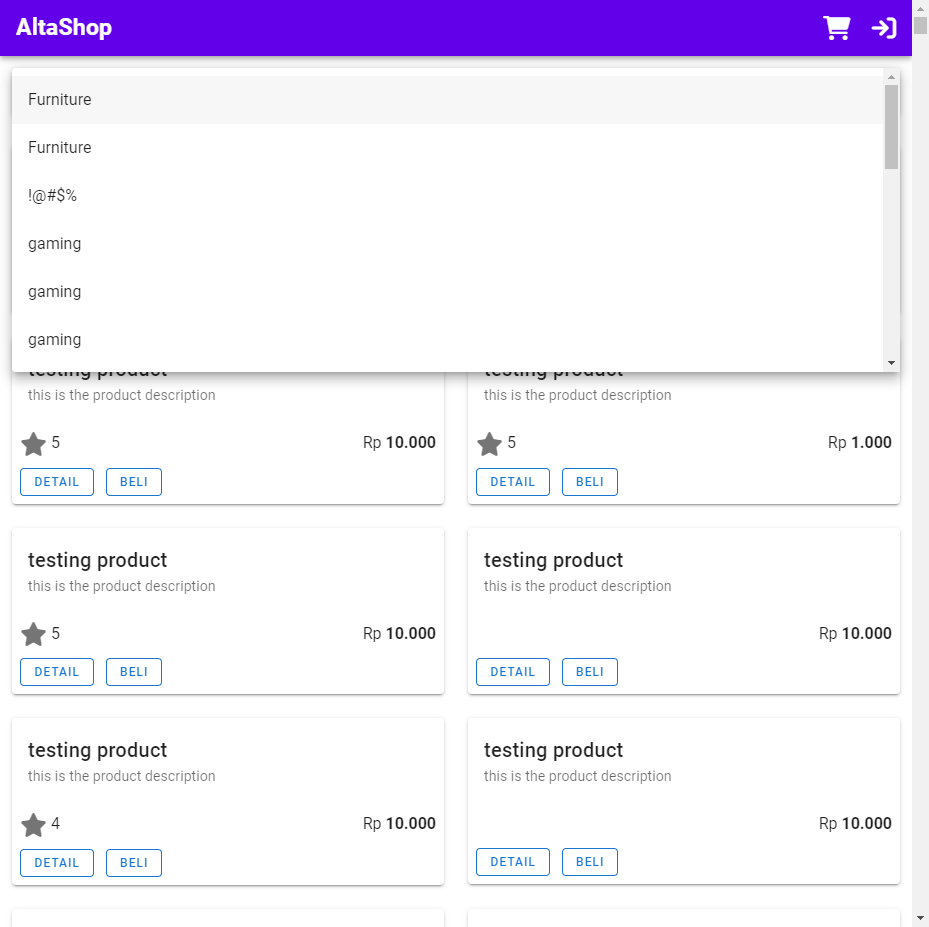 AltaShop
Furniture
Furniture
!@#$%
gaming
gaming
gaming
testing product testing product
this is the product description this is the product description
5 Rp 10.000 5 Rp 1.000
DETAIL BELI DETAIL BELI
testing product testing product
this is the product description this is the product description
5 Rp 10.000 Rp 10.000
DETAIL BELI DETAIL BELI
testing product testing product
this is the product description this is the product description
4 Rp 10.000 Rp 10.000
DETAIL BELI DETAIL BELI